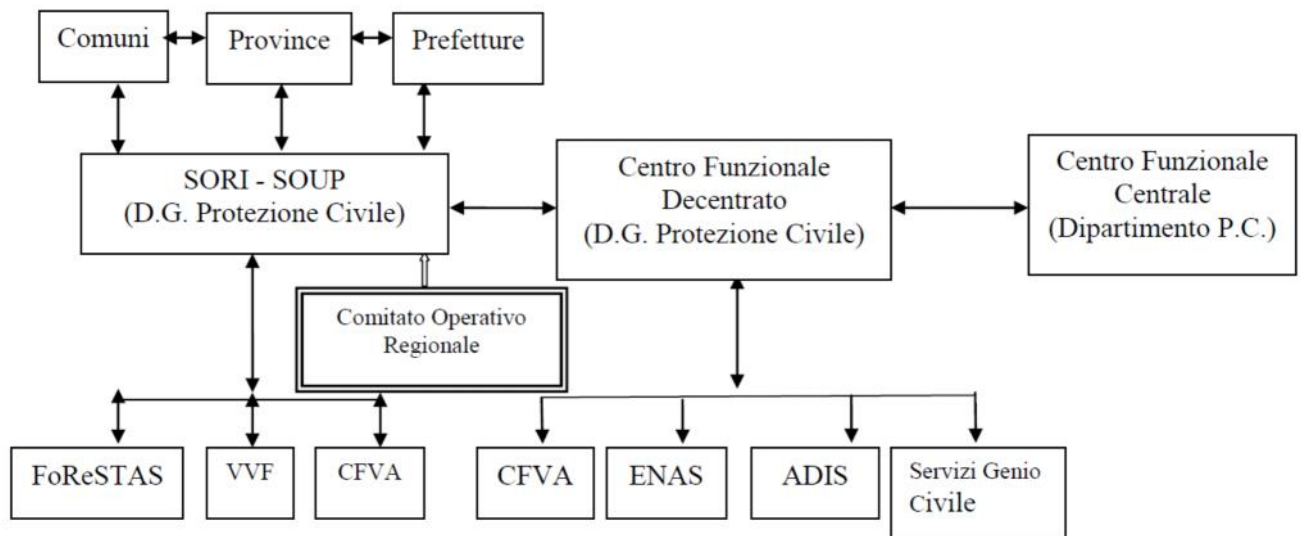 Comuni
Province
Prefetture
SORI - SOUP
(D.G. Protezione Civile)
Centro Funzionale
Decentrato
(D.G. Protezione Civile)
Centro Funzionale
Centrale
(Dipartimento P.C.)
Comitato Operativo
Regionale
FoReSTAS
VVF
CFVA
CFVA
ENAS
ADIS
Servizi Genio
Civile